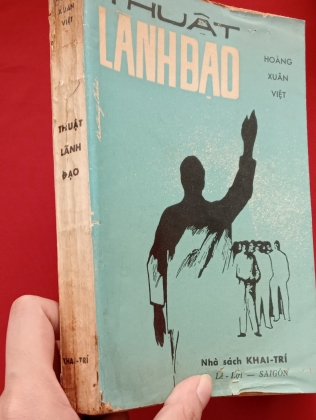 XUÂN
VIỆT
THUẬT
LÃNH
ĐẠO
KHAI-TRÍ
THUẬT
LÃNH ĐẠO
HOÀNG
XUÂN
VIỆT
Nhà sách KHAI-TRÍ
Lê-Lợi — SAIGON